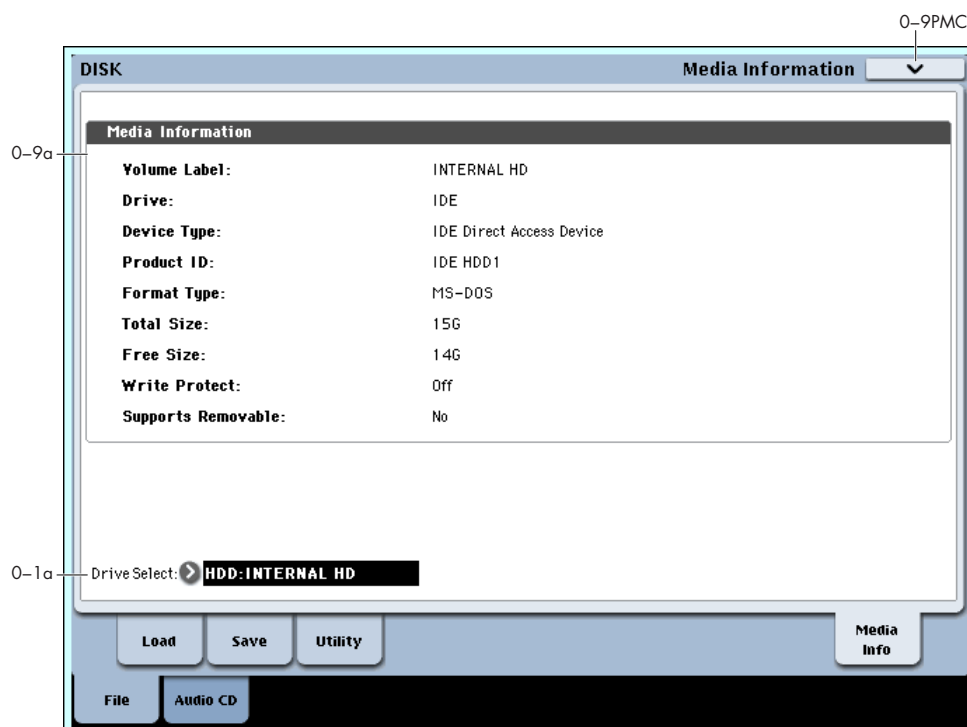 0–9PMC
DISK
Media Information
Media Information
0–9a
Volume Label: INTERNAL HD
Drive: IDE
Device Type: IDE Direct Access Device
Product ID: IDE HDD1
Format Type: MS-DOS
Total Size: 15G
Free Size: 14G
Write Protect: Off
Supports Removable: No
0–1a
Drive Select: HDD:INTERNAL HD
Load Save Utility Media Info
File Audio CD